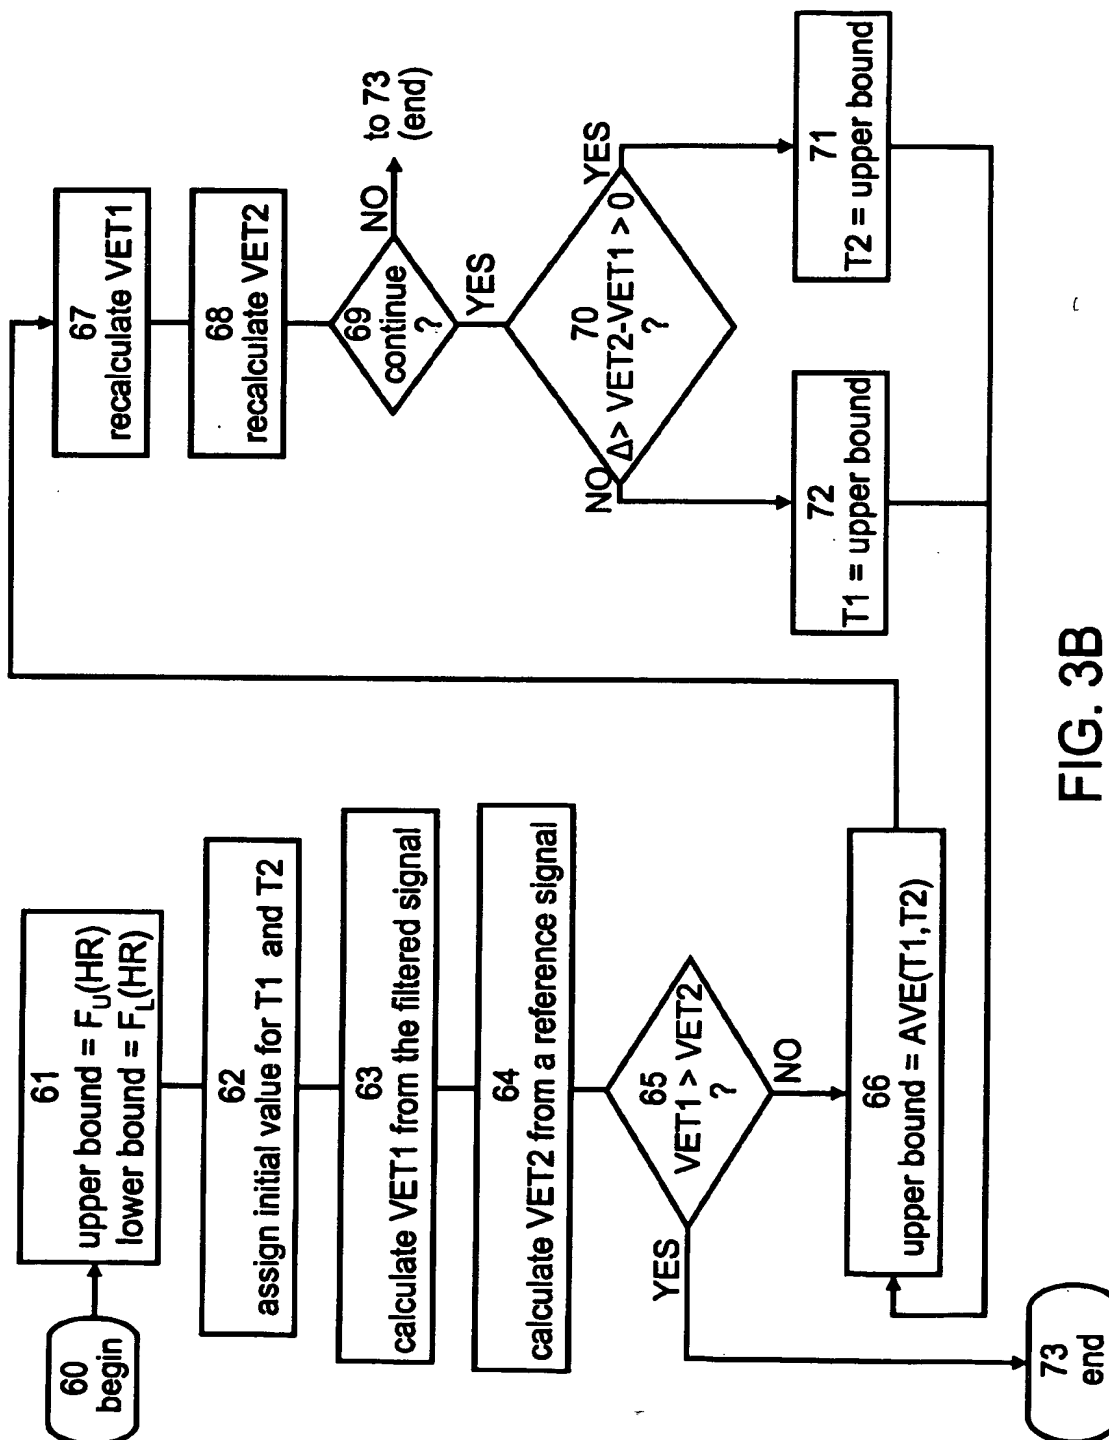 60
begin
61
upper bound = F_U(HR)
lower bound = F_L(HR)
62
assign initial value for T1 and T2
63
calculate VET1 from the filtered signal
64
calculate VET2 from a reference signal
65
VET1 > VET2
?
YES
NO
66
upper bound = AVE(T1,T2)
73
end
67
recalculate VET1
68
recalculate VET2
69
continue
?
NO
to 73
(end)
YES
70
Δ> VET2-VET1 > 0
?
NO
YES
72
T1 = upper bound
71
T2 = upper bound
FIG. 3B